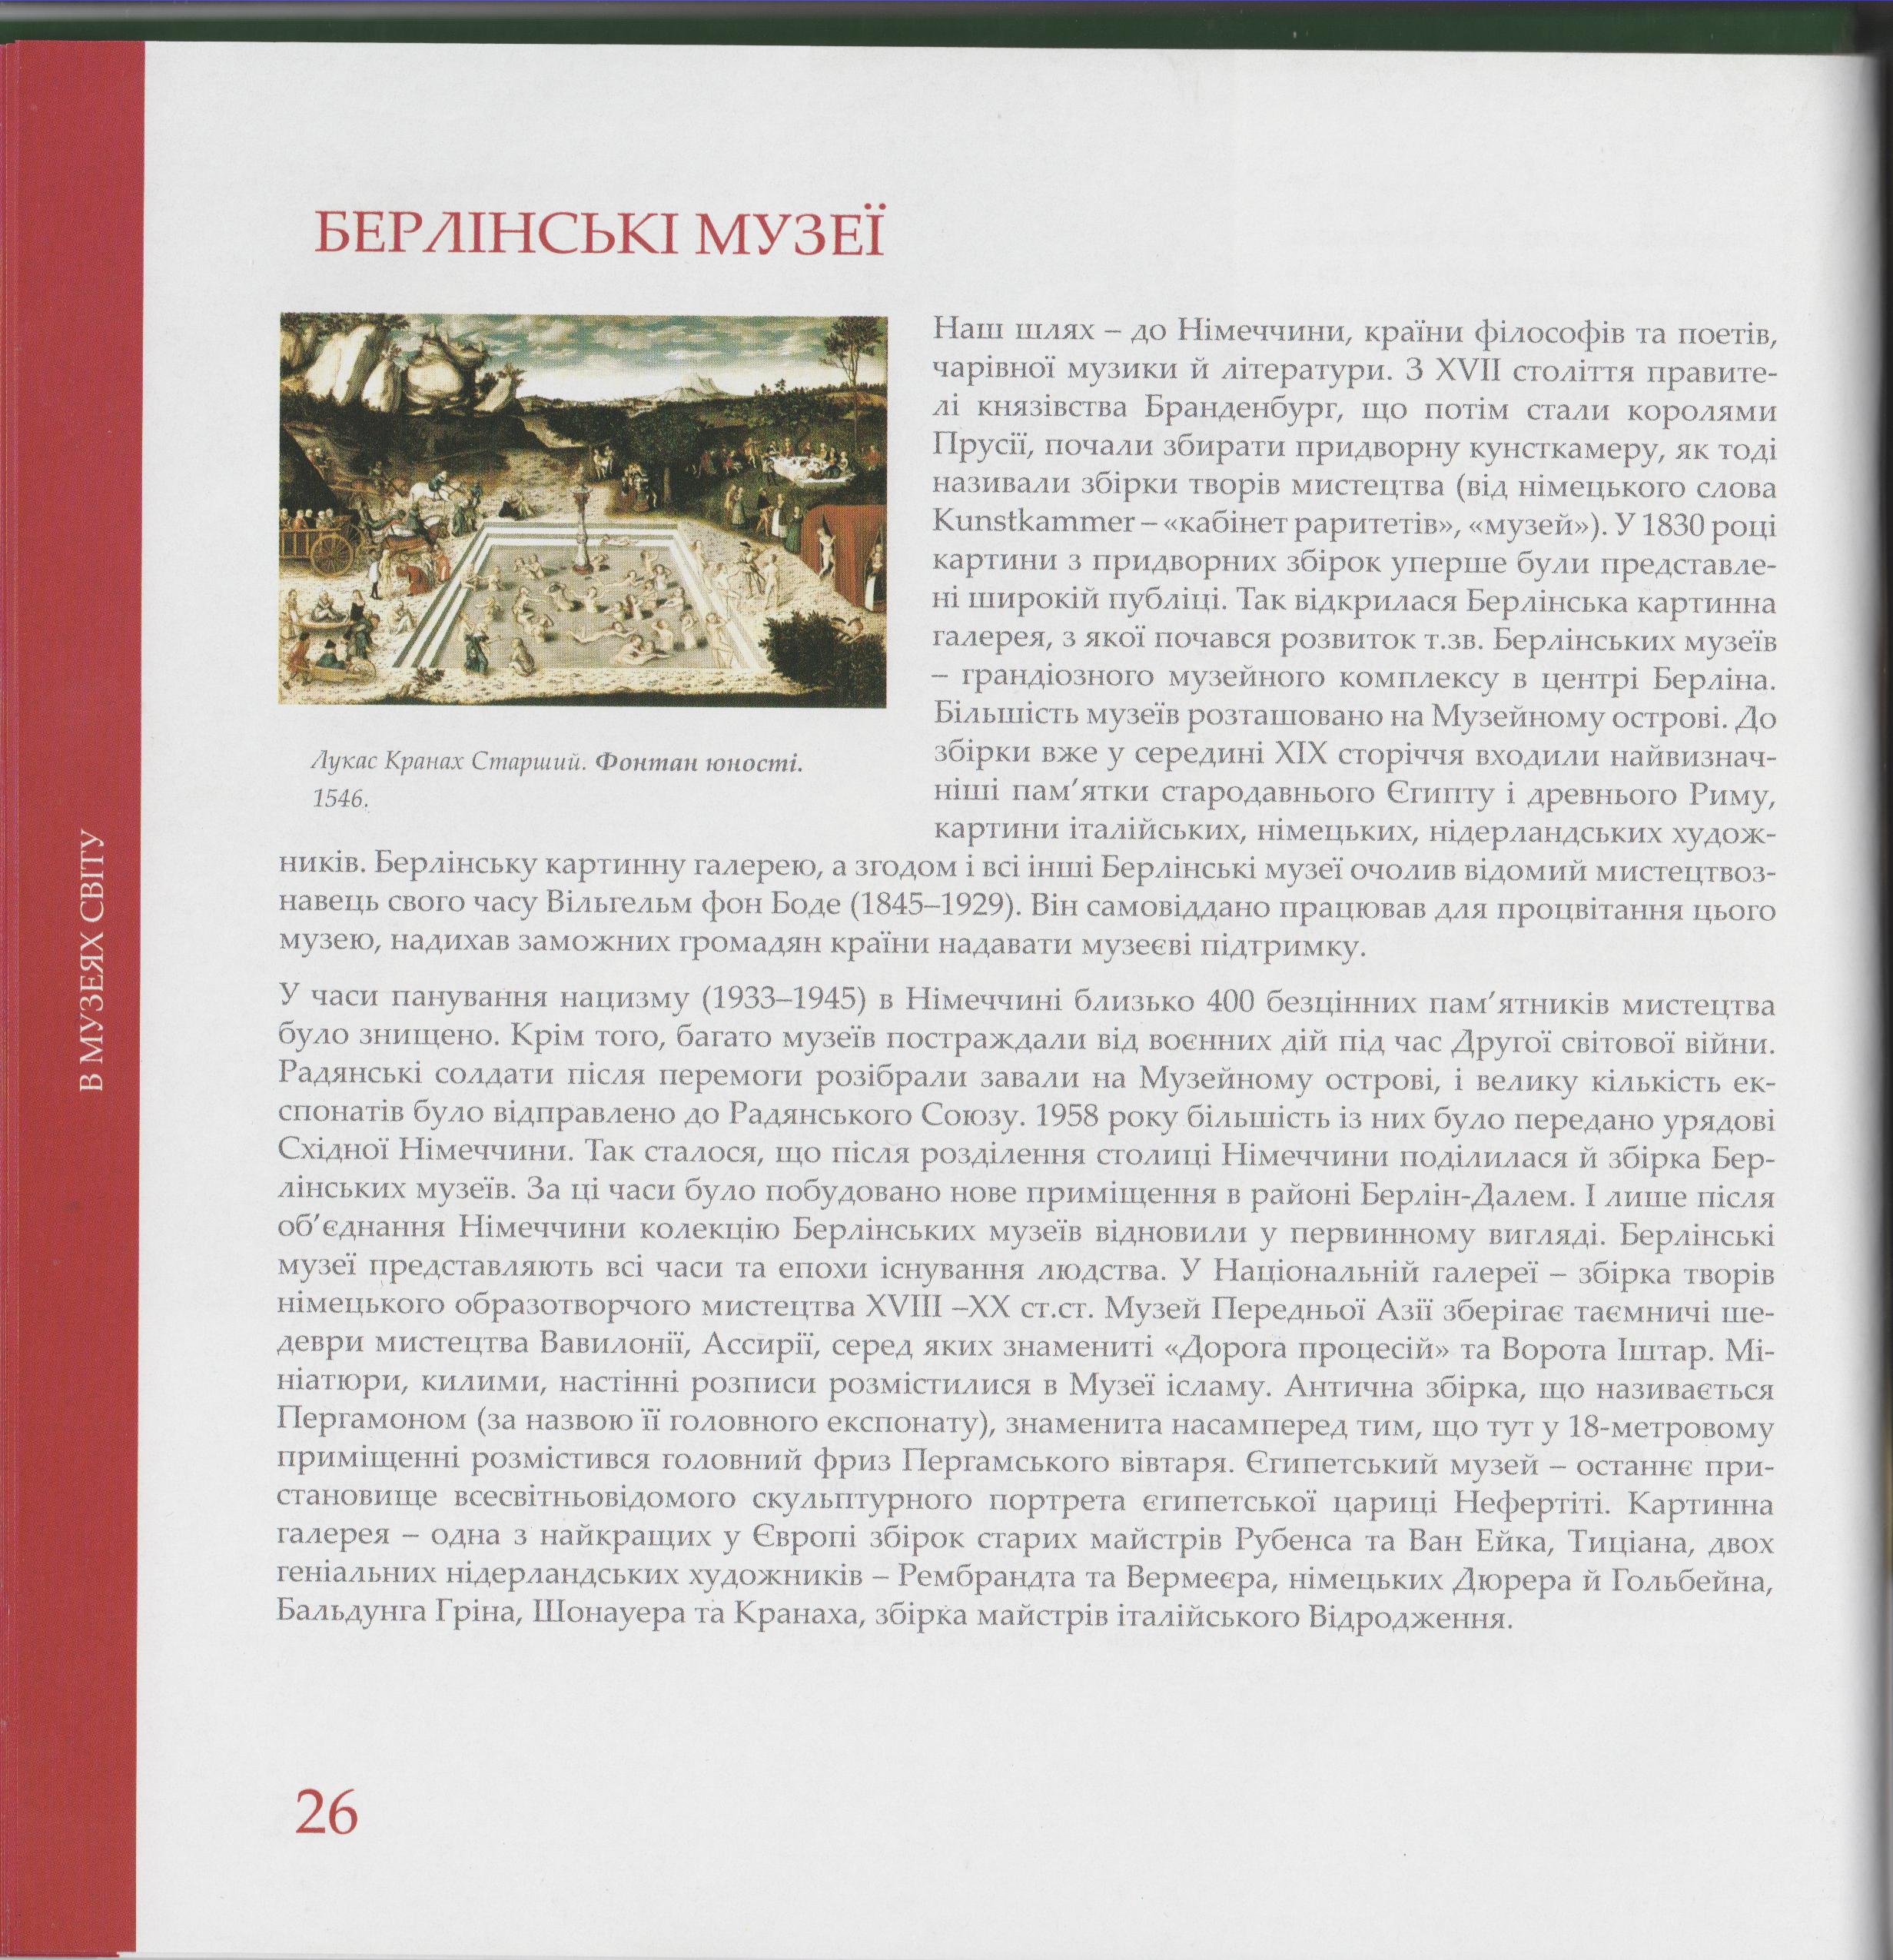 БЕРЛІНСЬКІ МУЗЕЇ
Наш шлях – до Німеччини, країни філософів та поетів,
чарівної музики й літератури. З XVII століття правите-
лі князівства Бранденбург, що потім стали королями
Прусії, почали збирати придворну кунсткамеру, як тоді
називали збірки творів мистецтва (від німецького слова
Kunstkammer – «кабінет раритетів», «музей»). У 1830 році
картини з придворних збірок уперше були представле-
ні широкій публіці. Так відкрилася Берлінська картинна
галерея, з якої почався розвиток т.зв. Берлінських музеїв
– грандіозного музейного комплексу в центрі Берліна.
Більшість музеїв розташовано на Музейному острові. До
збірки вже у середині XIX сторіччя входили найвизнач-
ніші пам′ятки стародавнього Єгипту і древнього Риму,
картини італійських, німецьких, нідерландських худож-
ників. Берлінську картинну галерею, а згодом і всі інші Берлінські музеї очолив відомий мистецтвоз-
навець свого часу Вільгельм фон Боде (1845–1929). Він самовіддано працював для процвітання цього
музею, надихав заможних громадян країни надавати музеєві підтримку.
Лукас Кранах Старший. Фонтан юності.
1546.
У часи панування нацизму (1933–1945) в Німеччині близько 400 безцінних пам′ятників мистецтва
було знищено. Крім того, багато музеїв постраждали від воєнних дій під час Другої світової війни.
Радянські солдати після перемоги розібрали завали на Музейному острові, і велику кількість ек-
спонатів було відправлено до Радянського Союзу. 1958 року більшість із них було передано урядові
Східної Німеччини. Так сталося, що після розділення столиці Німеччини поділилася й збірка Бер-
лінських музеїв. За ці часи було побудовано нове приміщення в районі Берлін-Далем. І лише після
об′єднання Німеччини колекцію Берлінських музеїв відновили у первинному вигляді. Берлінські
музеї представляють всі часи та епохи існування людства. У Національній галереї – збірка творів
німецького образотворчого мистецтва XVIII –XX ст.ст. Музей Передньої Азії зберігає таємничі ше-
деври мистецтва Вавилонії, Ассирії, серед яких знамениті «Дорога процесій» та Ворота Іштар. Мі-
ніатюри, килими, настінні розписи розмістилися в Музеї ісламу. Антична збірка, що називається
Пергамоном (за назвою її головного експонату), знаменита насамперед тим, що тут у 18-метровому
приміщенні розмістився головний фриз Пергамського вівтаря. Єгипетський музей – останнє при-
становище всесвітньовідомого скульптурного портрета єгипетської цариці Нефертіті. Картинна
галерея – одна з найкращих у Європі збірок старих майстрів Рубенса та Ван Ейка, Тиціана, двох
геніальних нідерландських художників – Рембрандта та Вермеєра, німецьких Дюрера й Гольбейна,
Бальдунга Гріна, Шонауера та Кранаха, збірка майстрів італійського Відродження.
В МУЗЕЯХ СВІТУ
26